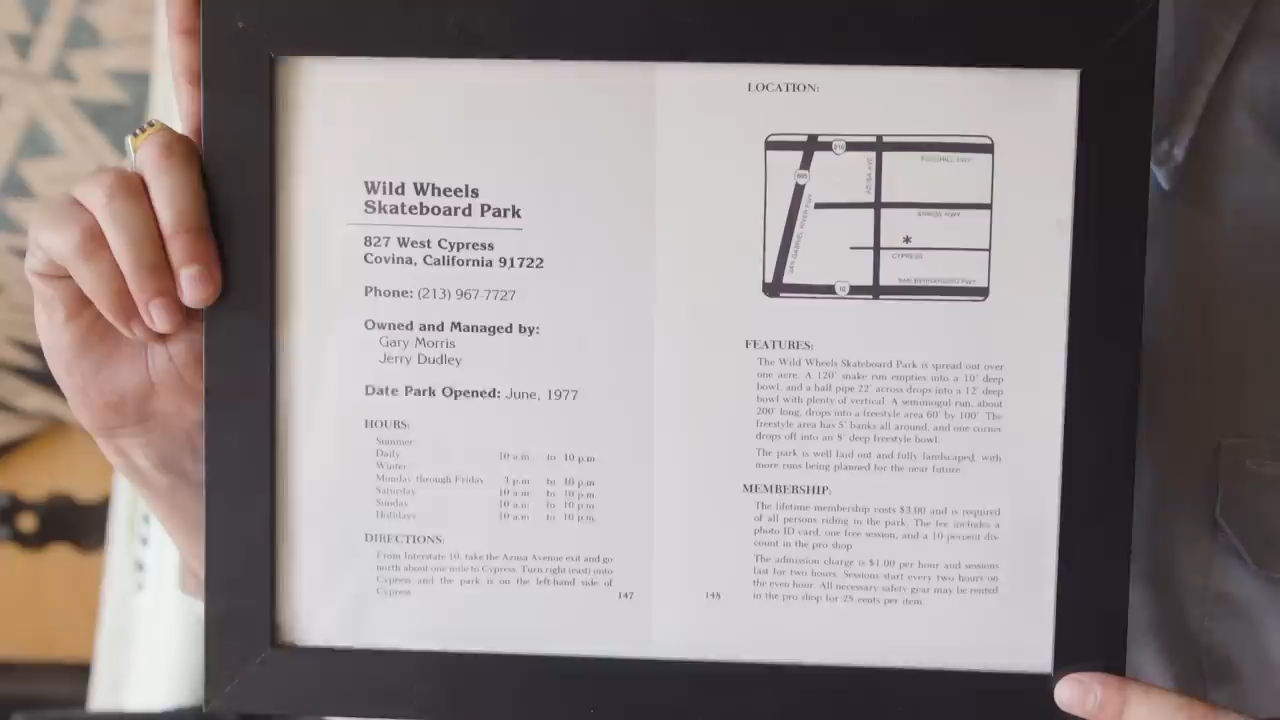 Wild Wheels
Skateboard Park
827 West Cypress
Covina, California 91722
Phone: (213) 967-7727
Owned and Managed by:
Gary Morris
Jerry Dudley
Date Park Opened: June, 1977
HOURS:
Summer
Daily 10 a.m. to 10 p.m.
Winter
Monday through Friday 3 p.m. to 10 p.m.
Saturday 10 a.m. to 10 p.m.
Sunday 10 a.m. to 10 p.m.
Holidays 10 a.m. to 10 p.m.
DIRECTIONS:
From Interstate 10, take the Azusa Avenue exit and go
north about one mile to Cypress. Turn right (east) onto
Cypress and the park is on the left-hand side of
Cypress.
147
LOCATION:
210
FOOTHILL FWY
605
AZUSA AVE
SAN GABRIEL RIVER FWY
HWY
*
CYPRESS
10
SAN BERNARDINO FWY
FEATURES:
The Wild Wheels Skateboard Park is spread out over
one acre. A 120' snake run empties into a 10' deep
bowl, and a half pipe 22' across drops into a 12' deep
bowl with plenty of vertical. A semimogul run, about
200' long, drops into a freestyle area 60' by 100'. The
freestyle area has 5' banks all around, and one corner
drops off into an 8' deep freestyle bowl.
The park is well laid out and fully landscaped, with
more runs being planned for the near future.
MEMBERSHIP:
The lifetime membership costs $3.00 and is required
of all persons riding in the park. The fee includes a
photo ID card, one free session, and a 10 percent dis-
count in the pro shop.
The admission charge is $1.00 per hour and sessions
last for two hours. Sessions start every two hours on
the even hour. All necessary safety gear may be rented
in the pro shop for 25 cents per item.
148